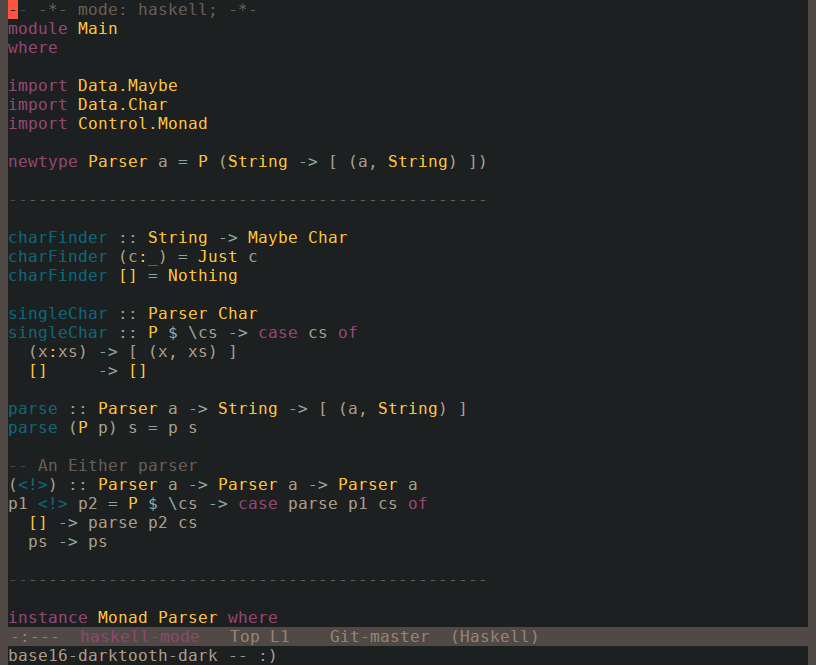 -- -*- mode: haskell; -*-
module Main
where
import Data.Maybe
import Data.Char
import Control.Monad
newtype Parser a = P (String -> [ (a, String) ])
------------------------------------------------
charFinder :: String -> Maybe Char
charFinder (c:_) = Just c
charFinder [] = Nothing
singleChar :: Parser Char
singleChar :: P $ \cs -> case cs of
  (x:xs) -> [ (x, xs) ]
  []     -> []
parse :: Parser a -> String -> [ (a, String) ]
parse (P p) s = p s
-- An Either parser
(<!>) :: Parser a -> Parser a -> Parser a
p1 <!> p2 = P $ \cs -> case parse p1 cs of
  [] -> parse p2 cs
  ps -> ps
------------------------------------------------
instance Monad Parser where
-:---  haskell-mode   Top L1    Git-master  (Haskell)
base16-darktooth-dark -- :)